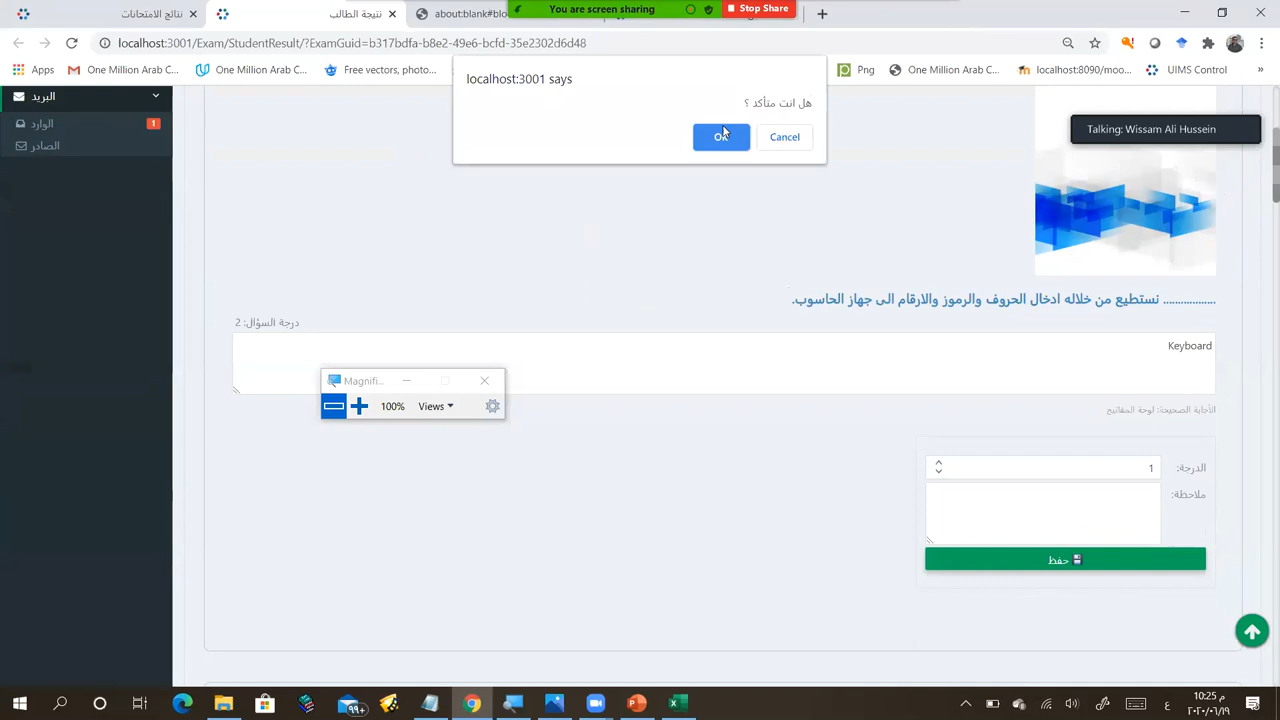 You are screen sharing
Stop Share
نتائج الامتحانات
نتيجة الطالب
about:blank#blo
localhost:3001/Exam/StudentResult/?ExamGuid=b317bdfa-b8e2-49e6-bcfd-35e2302d6d48
Apps
One Million Arab C...
One Million Arab C...
Free vectors, photo...
Png
One Million Arab C...
localhost:8090/moo...
UIMS Control
»
localhost:3001 says
هل انت متأكد ؟
OK
Cancel
Talking: Wissam Ali Hussein
البريد
الوارد
1
الصادر
................ نستطيع من خلاله ادخال الحروف والرموز والارقام الى جهاز الحاسوب.
درجة السؤال: 2
Keyboard
الأجابة الصحيحة: لوحة المفاتيح
Magnifi...
100%
Views
الدرجة:
1
ملاحظة:
حفظ
٩٩+
ع
10:25 م